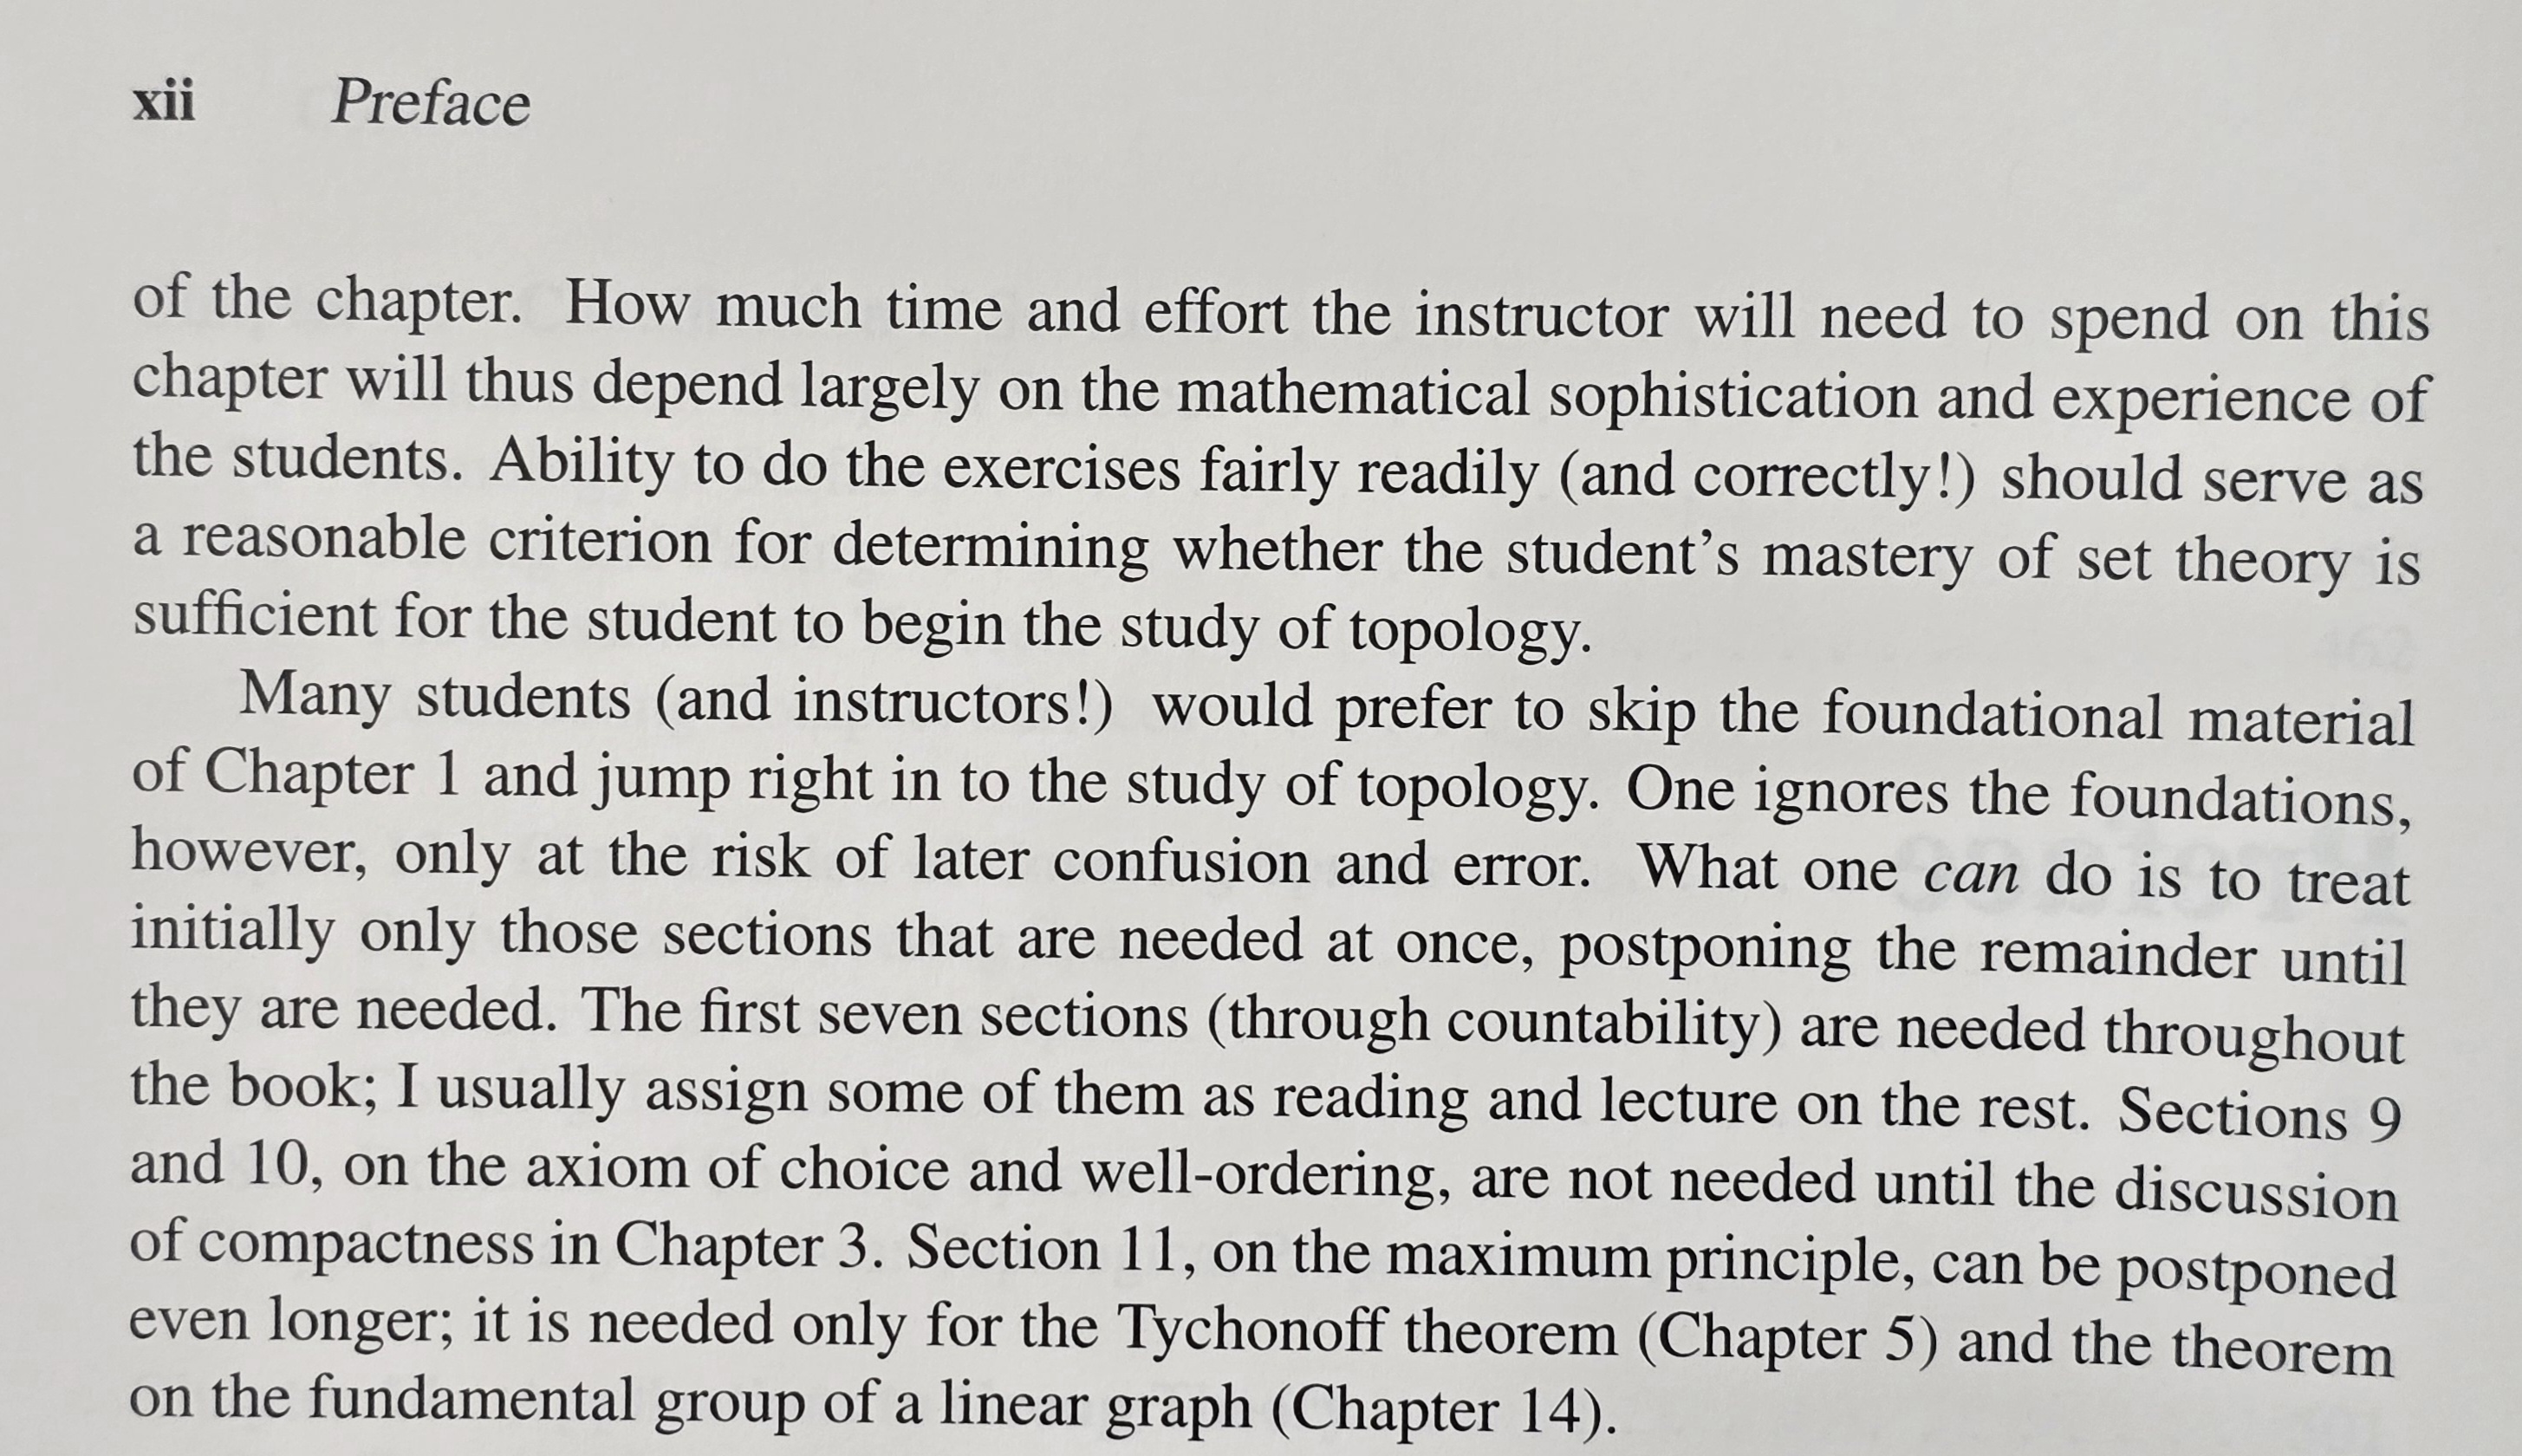 xii Preface
of the chapter. How much time and effort the instructor will need to spend on this
chapter will thus depend largely on the mathematical sophistication and experience of
the students. Ability to do the exercises fairly readily (and correctly!) should serve as
a reasonable criterion for determining whether the student’s mastery of set theory is
sufficient for the student to begin the study of topology.
Many students (and instructors!) would prefer to skip the foundational material
of Chapter 1 and jump right in to the study of topology. One ignores the foundations,
however, only at the risk of later confusion and error. What one can do is to treat
initially only those sections that are needed at once, postponing the remainder until
they are needed. The first seven sections (through countability) are needed throughout
the book; I usually assign some of them as reading and lecture on the rest. Sections 9
and 10, on the axiom of choice and well-ordering, are not needed until the discussion
of compactness in Chapter 3. Section 11, on the maximum principle, can be postponed
even longer; it is needed only for the Tychonoff theorem (Chapter 5) and the theorem
on the fundamental group of a linear graph (Chapter 14).